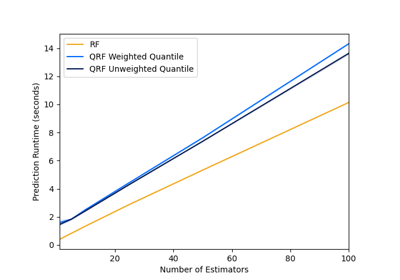 RF
QRF Weighted Quantile
QRF Unweighted Quantile
14
12
10
8
6
4
2
0
Prediction Runtime (seconds)
20 40 60 80 100
Number of Estimators